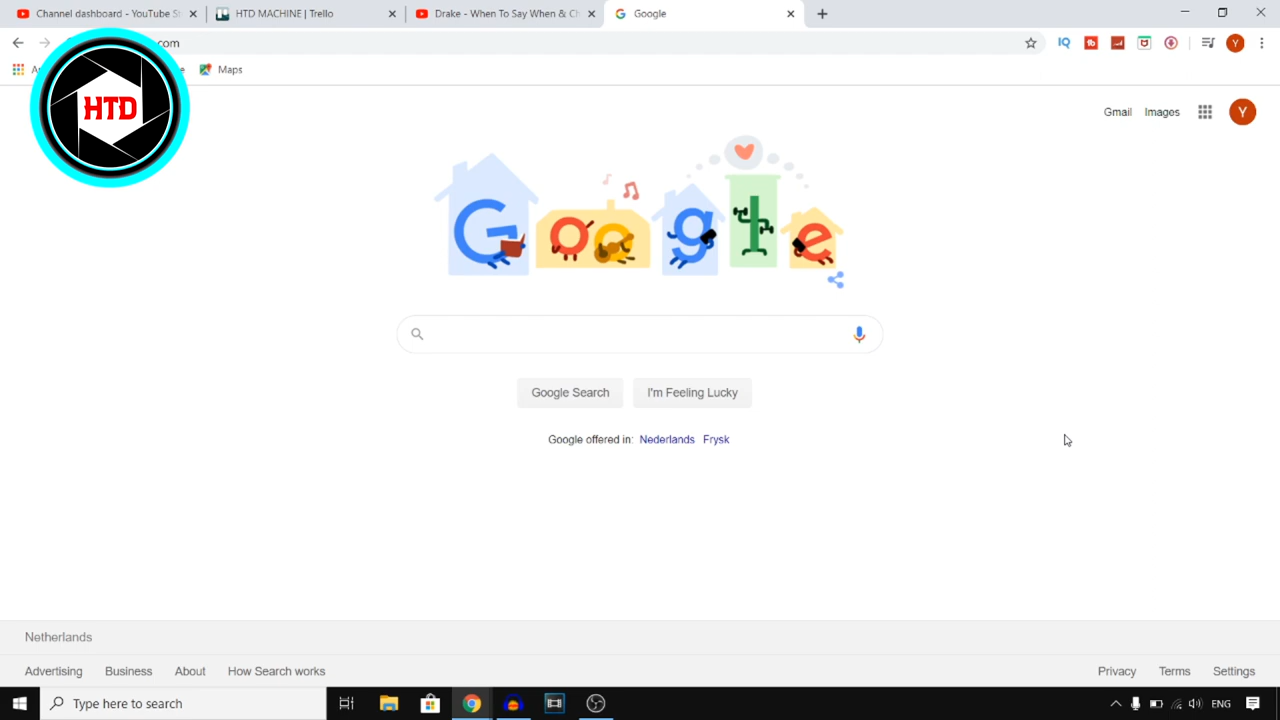 Channel dashboard - YouTube St
HTD MACHINE | Trello
Drake - When To Say When & Ch
Google
.com
Maps
Y
HTD
Gmail
Images
Y
Google
Google Search
I'm Feeling Lucky
Google offered in: Nederlands Frysk
Netherlands
Advertising
Business
About
How Search works
Privacy
Terms
Settings
Type here to search
ENG